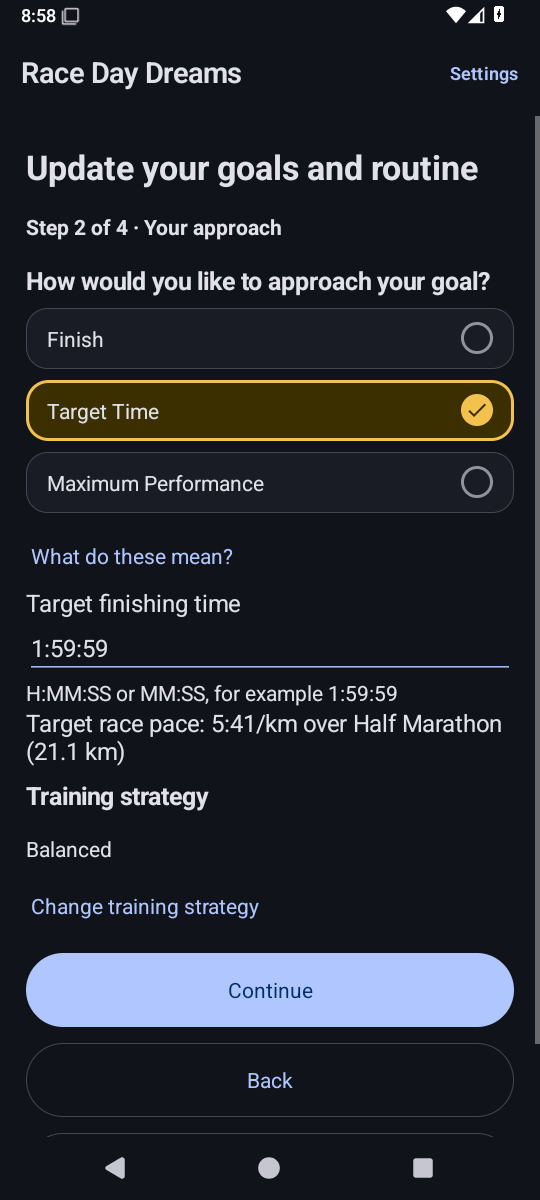 8:58
Race Day Dreams
Settings
Update your goals and routine
Step 2 of 4 · Your approach
How would you like to approach your goal?
Finish
Target Time
Maximum Performance
What do these mean?
Target finishing time
1:59:59
H:MM:SS or MM:SS, for example 1:59:59
Target race pace: 5:41/km over Half Marathon
(21.1 km)
Training strategy
Balanced
Change training strategy
Continue
Back